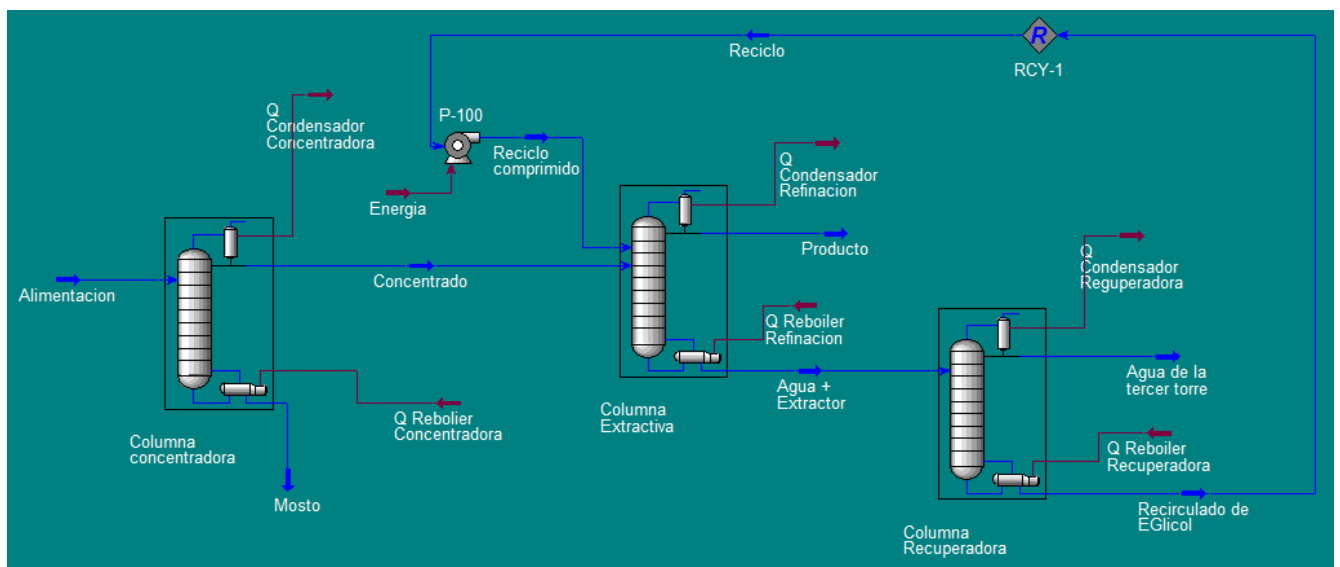 Reciclo
R
RCY-1
Q
Condensador
Concentradora
P-100
Reciclo
comprimido
Energia
Q
Condensador
Refinacion
Producto
Alimentacion
Concentrado
Q
Condensador
Reguperadora
Q Reboiler
Refinacion
Agua +
Extractor
Agua de la
tercer torre
Columna
Extractiva
Q Rebolier
Concentradora
Columna
concentradora
Q Reboiler
Recuperadora
Mosto
Recirculado de
EGlicol
Columna
Recuperadora